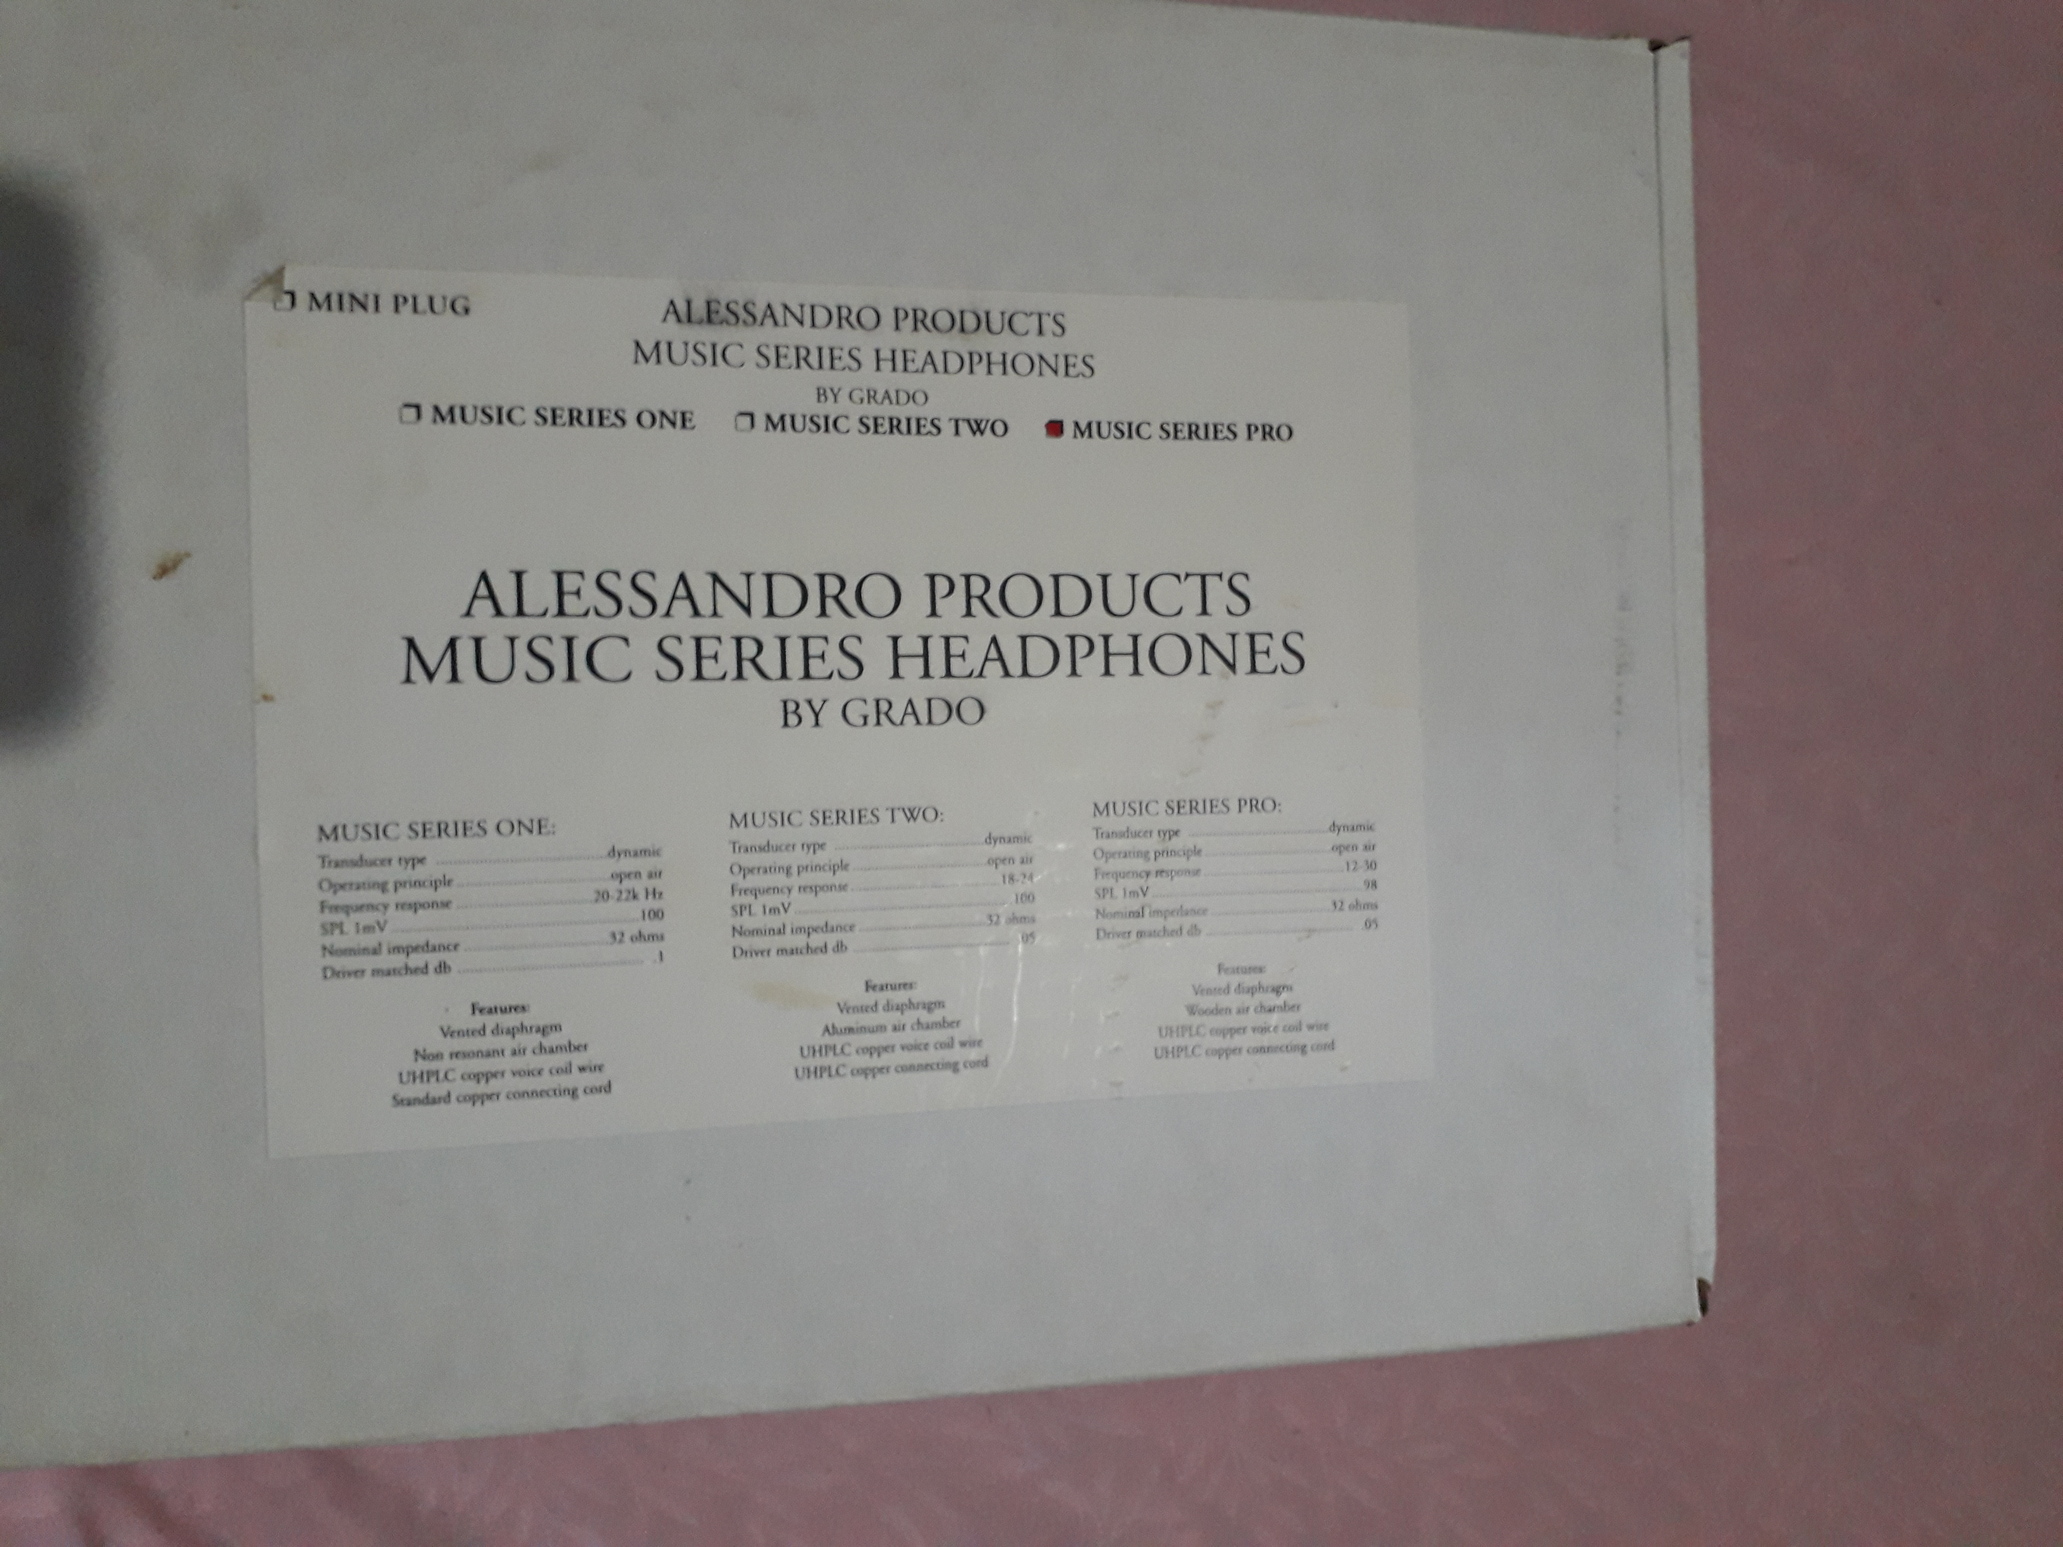 MINI PLUG
ALESSANDRO PRODUCTS
MUSIC SERIES HEADPHONES
BY GRADO
MUSIC SERIES ONE MUSIC SERIES TWO MUSIC SERIES PRO
ALESSANDRO PRODUCTS
MUSIC SERIES HEADPHONES
BY GRADO
MUSIC SERIES ONE:
Transducer type dynamic
Operating principle open air
Frequency response 20-22k Hz
SPL 1mV 100
Nominal impedance 32 ohms
Driver matched db .1
Features:
Vented diaphragm
Non resonant air chamber
UHPLC copper voice coil wire
Standard copper connecting cord
MUSIC SERIES TWO:
Transducer type dynamic
Operating principle open air
Frequency response 18-24
SPL 1mV 100
Nominal impedance 32 ohms
Driver matched db .05
Features:
Vented diaphragm
Aluminum air chamber
UHPLC copper voice coil wire
UHPLC copper connecting cord
MUSIC SERIES PRO:
Transducer type dynamic
Operating principle open air
Frequency response 12-30
SPL 1mV 98
Nominal impedance 32 ohms
Driver matched db .05
Features:
Vented diaphragm
Wooden air chamber
UHPLC copper voice coil wire
UHPLC copper connecting cord